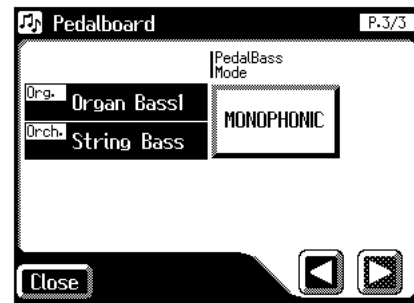 Pedalboard P.3/3
PedalBass
Mode
Org. Organ Bass1
MONOPHONIC
Orch. String Bass
Close